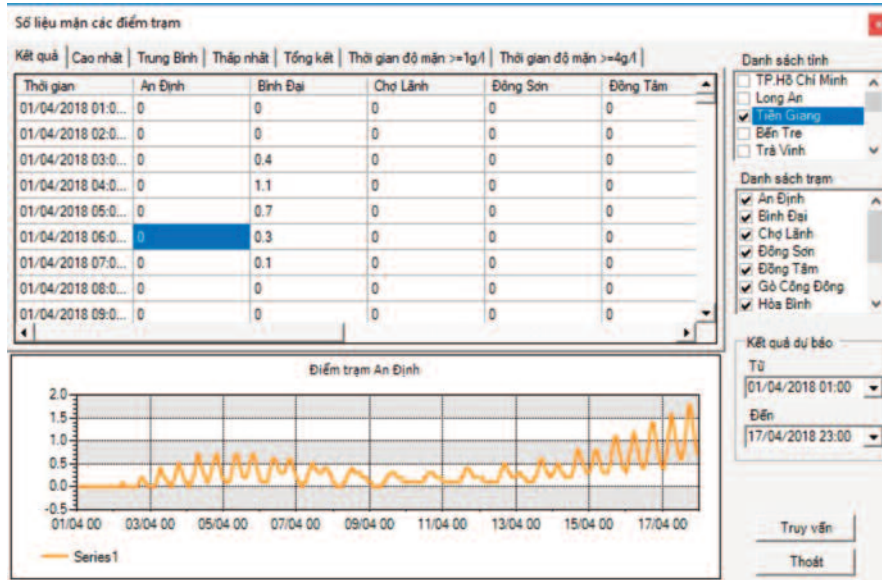 Số liệu mặn các điểm trạm
Kết quả Cao nhất Trung Bình Thấp nhất Tổng kết Thời gian độ mặn >=1g/l Thời gian độ mặn >=4g/l
Thời gian An Định Bình Đại Chợ Lãnh Đông Sơn Đồng Tâm
01/04/2018 01:0... 0 0 0 0 0
01/04/2018 02:0... 0 0 0 0 0
01/04/2018 03:0... 0 0.4 0 0 0
01/04/2018 04:0... 0 1.1 0 0 0
01/04/2018 05:0... 0 0.7 0 0 0
01/04/2018 06:0... 0 0.3 0 0 0
01/04/2018 07:0... 0 0.1 0 0 0
01/04/2018 08:0... 0 0 0 0 0
01/04/2018 09:0... 0 0 0 0 0
Danh sách tỉnh
TP.Hồ Chí Minh
Long An
Tiền Giang
Bến Tre
Trà Vinh
Danh sách trạm
An Định
Bình Đại
Chợ Lãnh
Đông Sơn
Đồng Tâm
Gò Công Đông
Hòa Bình
Kết quả dự báo
Từ
01/04/2018 01:00
Đến
17/04/2018 23:00
Truy vấn
Thoát
Điểm trạm An Định
2.0
1.5
1.0
0.5
0.0
-0.5
01/04 00 03/04 00 05/04 00 07/04 00 09/04 00 11/04 00 13/04 00 15/04 00 17/04 00
Series1